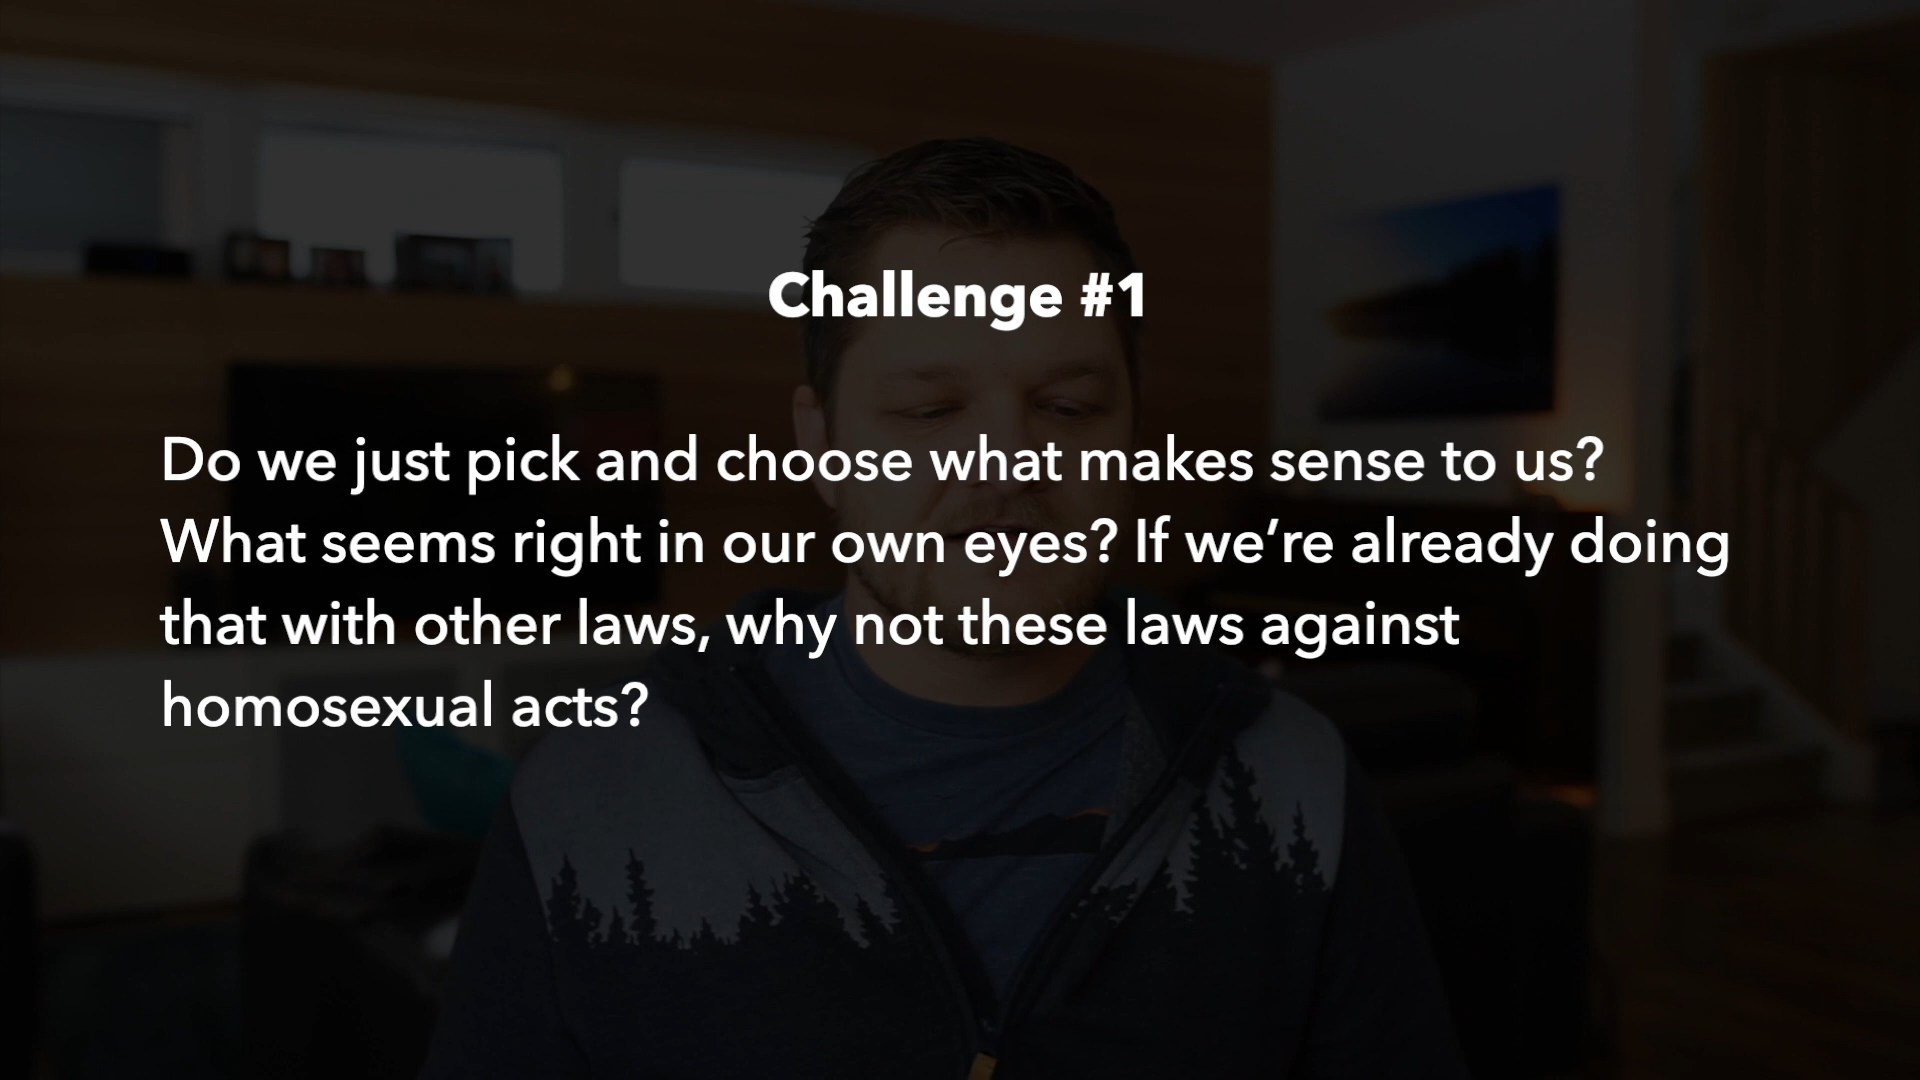 Challenge #1
Do we just pick and choose what makes sense to us?
What seems right in our own eyes? If we’re already doing
that with other laws, why not these laws against
homosexual acts?